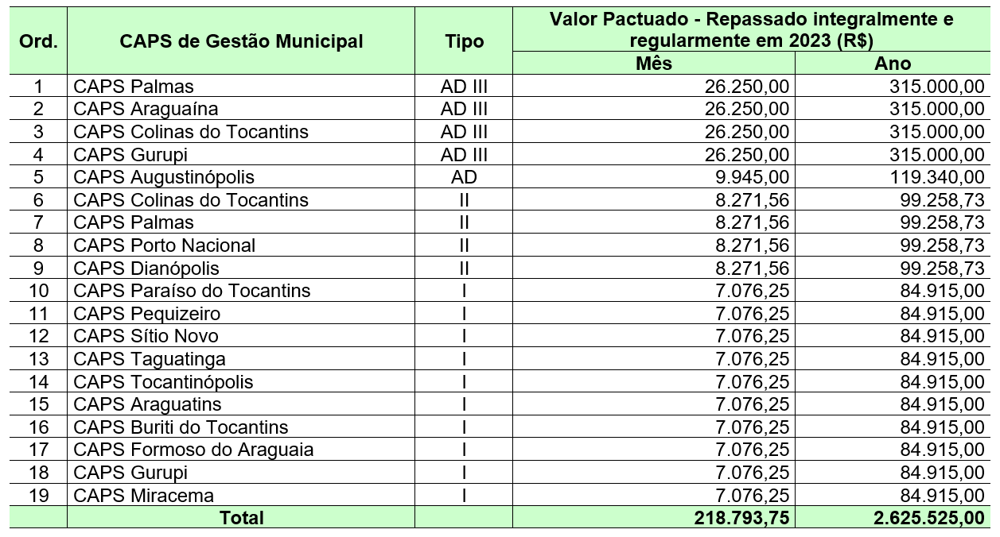 Ord. CAPS de Gestão Municipal Tipo Valor Pactuado - Repassado integralmente e
regularmente em 2023 (R$)
Mês Ano
1 CAPS Palmas AD III 26.250,00 315.000,00
2 CAPS Araguaína AD III 26.250,00 315.000,00
3 CAPS Colinas do Tocantins AD III 26.250,00 315.000,00
4 CAPS Gurupi AD III 26.250,00 315.000,00
5 CAPS Augustinópolis AD 9.945,00 119.340,00
6 CAPS Colinas do Tocantins II 8.271,56 99.258,73
7 CAPS Palmas II 8.271,56 99.258,73
8 CAPS Porto Nacional II 8.271,56 99.258,73
9 CAPS Dianópolis II 8.271,56 99.258,73
10 CAPS Paraíso do Tocantins I 7.076,25 84.915,00
11 CAPS Pequizeiro I 7.076,25 84.915,00
12 CAPS Sítio Novo I 7.076,25 84.915,00
13 CAPS Taguatinga I 7.076,25 84.915,00
14 CAPS Tocantinópolis I 7.076,25 84.915,00
15 CAPS Araguatins I 7.076,25 84.915,00
16 CAPS Buriti do Tocantins I 7.076,25 84.915,00
17 CAPS Formoso do Araguaia I 7.076,25 84.915,00
18 CAPS Gurupi I 7.076,25 84.915,00
19 CAPS Miracema I 7.076,25 84.915,00
Total 218.793,75 2.625.525,00